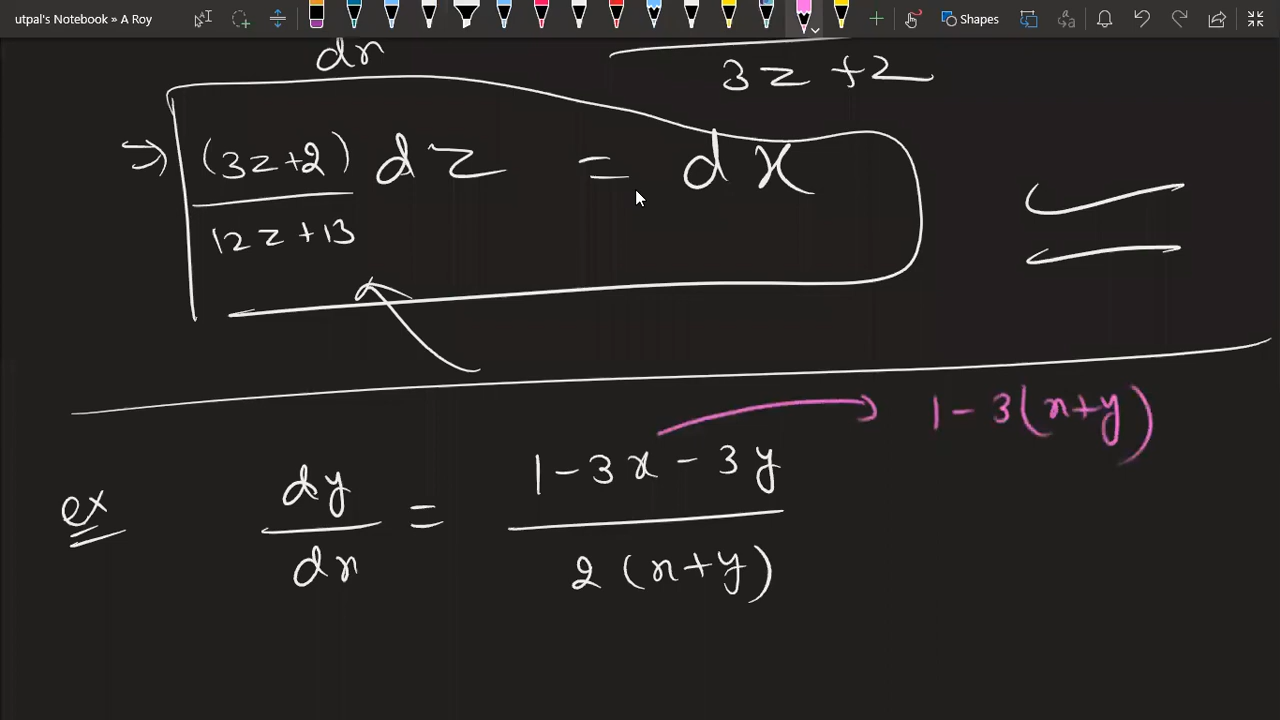 utpal's Notebook » A Roy
Shapes
dx
3z+2
=> (3z+2)
12z+13
dz = dx
1-3(x+y)
ex dy
dx
= 1-3x-3y
2(x+y)